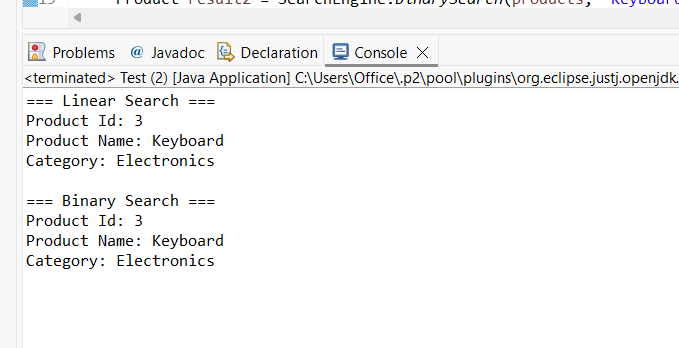 19 Product result2 = SearchEngine.binarySearch(products, "Keyboard
Problems @ Javadoc Declaration Console
<terminated> Test (2) [Java Application] C:\Users\Office\.p2\pool\plugins\org.eclipse.justj.openjdk.
=== Linear Search ===
Product Id: 3
Product Name: Keyboard
Category: Electronics
=== Binary Search ===
Product Id: 3
Product Name: Keyboard
Category: Electronics